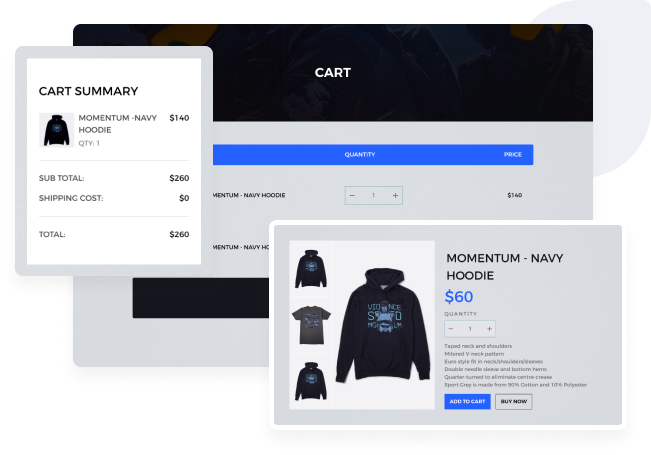 CART
CART SUMMARY
MOMENTUM -NAVY $140
HOODIE
QTY: 1
SUB TOTAL: $260
SHIPPING COST: $0
TOTAL: $260
QUANTITY PRICE
MENTUM - NAVY HOODIE − 1 + $140
MENTUM - NAVY HO
VIOLENCE
MOMENTUM - NAVY
HOODIE
$60
QUANTITY
− 1 +
Taped neck and shoulders
Mitered V-neck pattern
Euro style fit in neck/shoulders/sleeves
Double needle sleeve and bottom hems
Quarter-turned to eliminate centre-crease
Sport Grey is made from 90% Cotton and 10% Polyester
ADD TO CART BUY NOW